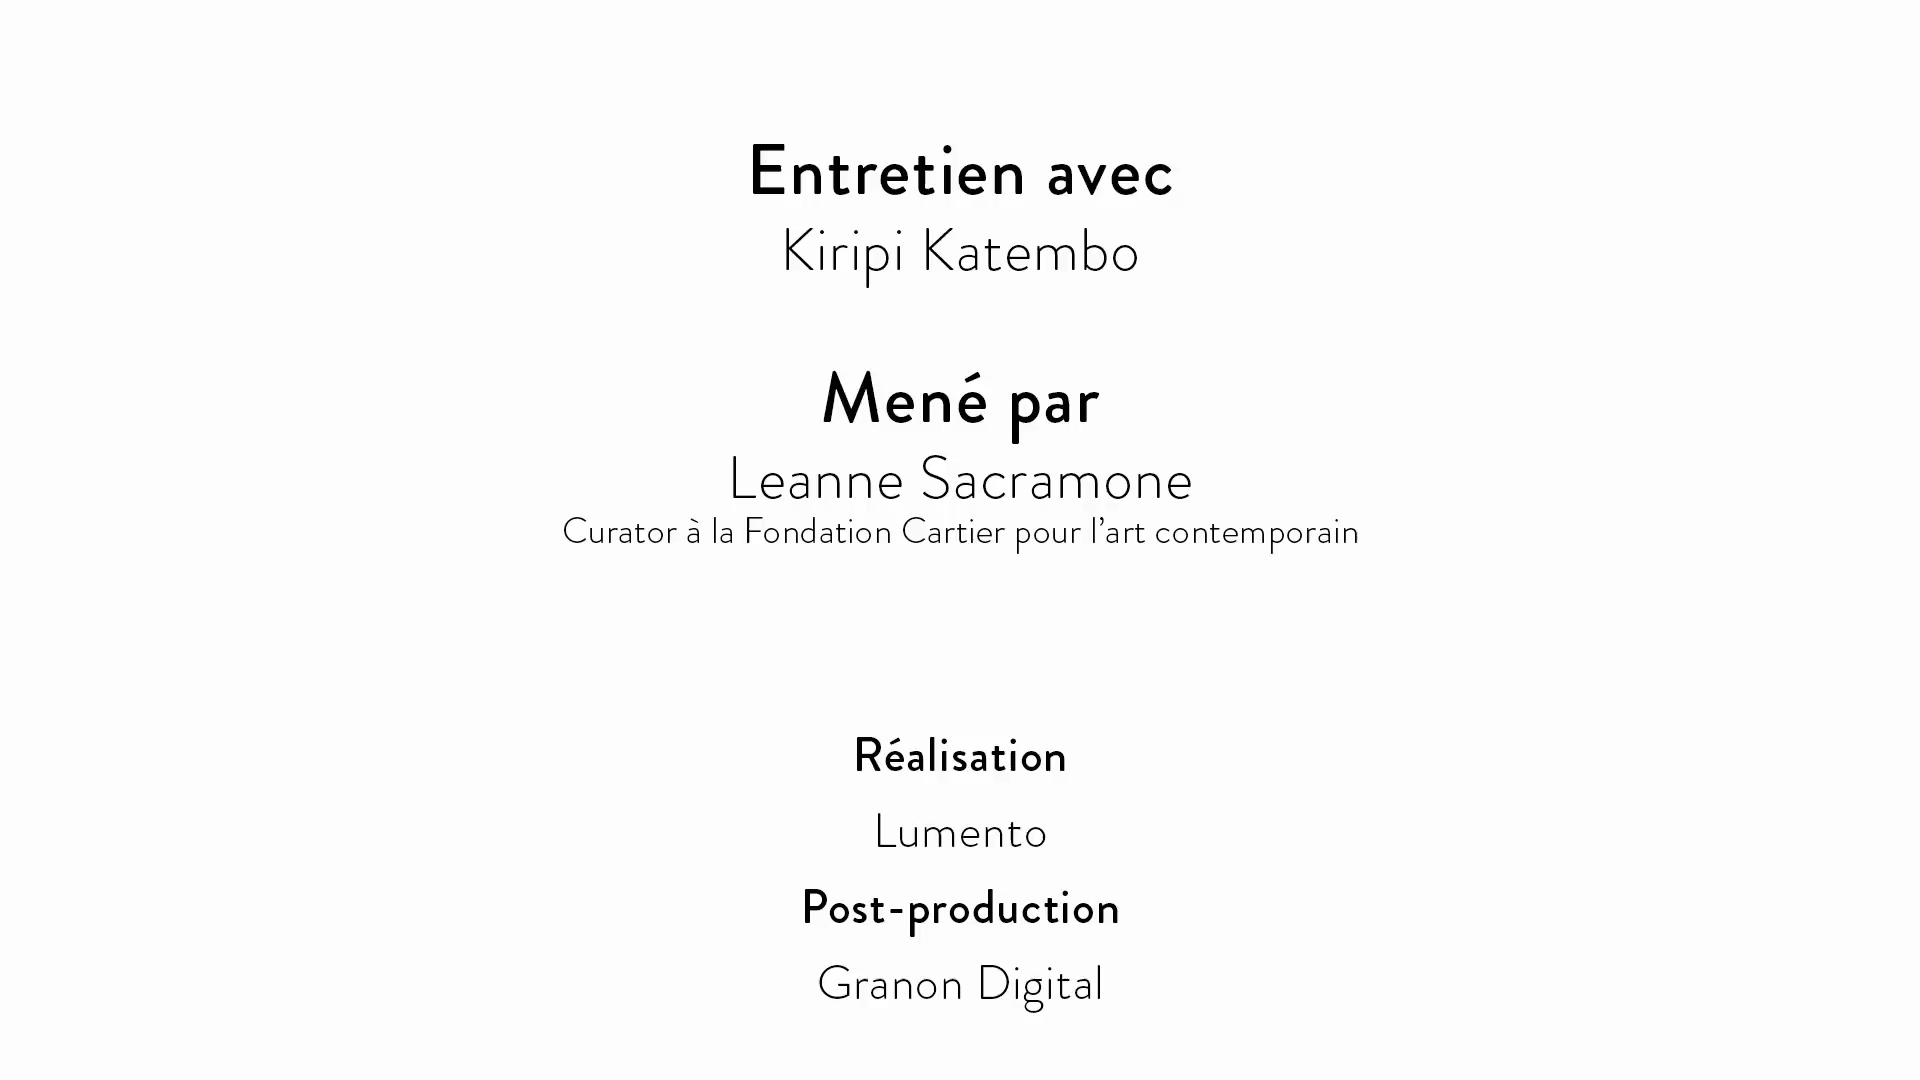 Entretien avec
Kiripi Katembo
Mené par
Leanne Sacramone
Curator à la Fondation Cartier pour l’art contemporain
Réalisation
Lumento
Post-production
Granon Digital